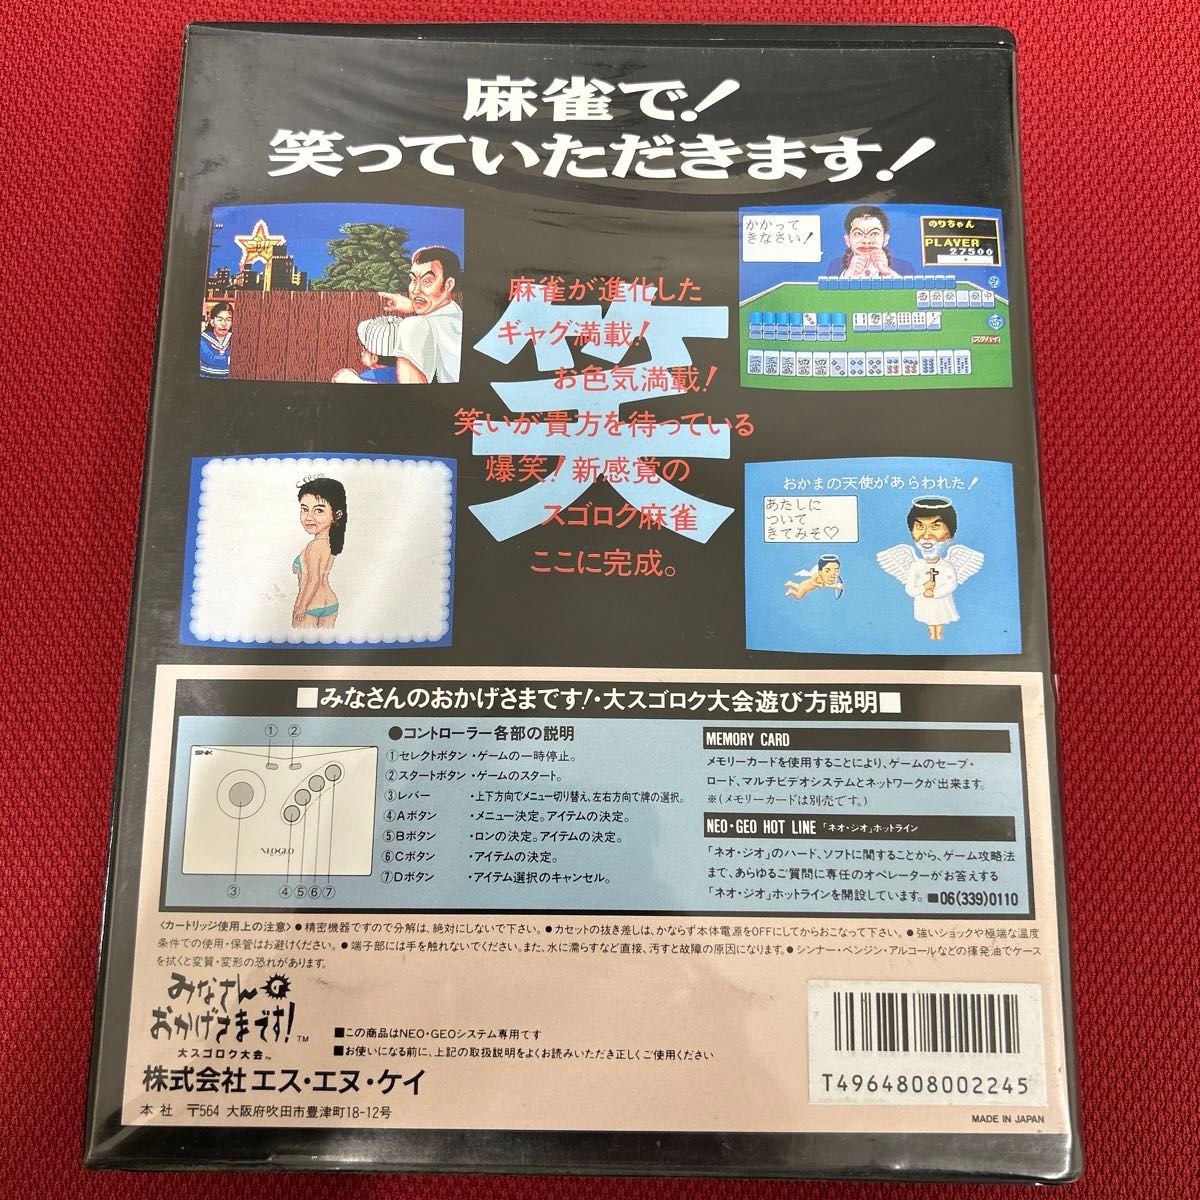 麻雀で!
笑っていただきます!
かかって
きなさい!
のりちゃん
PLAYER
27500
ステハイ
笑
麻雀が進化した
ギャグ満載!
お色気満載!
笑いが貴方を待っている
爆笑!新感覚の
スゴロク麻雀
ここに完成。
おかまの天使があらわれた!
あたしに
ついて
きてみそ♡
■みなさんのおかげさまです!・大スゴロク大会遊び方説明■
① ②
SNK
NEO・GEO
③ ④⑤⑥⑦
●コントローラー各部の説明
①セレクトボタン・ゲームの一時停止。
②スタートボタン・ゲームのスタート。
③レバー ・上下方向でメニュー切り替え、左右方向で牌の選択。
④Aボタン ・メニュー決定。アイテムの決定。
⑤Bボタン ・ロンの決定。アイテムの決定。
⑥Cボタン ・アイテムの決定。
⑦Dボタン ・アイテム選択のキャンセル。
MEMORY CARD
メモリーカードを使用することにより、ゲームのセーブ・
ロード、マルチビデオシステムとネットワークが出来ます。
※(メモリーカードは別売です。)
NEO・GEO HOT LINE 「ネオ・ジオ」ホットライン
「ネオ・ジオ」のハード、ソフトに関することから、ゲーム攻略法
まで、あらゆるご質問に専任のオペレーターがお答えする
「ネオ・ジオ」ホットラインを開設しています。■06(339)0110
〈カートリッジ使用上の注意〉●精密機器ですので分解は、絶対にしないで下さい。●カセットの抜き差しは、かならず本体電源をOFFにしてからおこなって下さい。●強いショックや極端な温度
条件での使用・保管はお避けください。●端子部には手を触れないでください。また、水に濡らすなど直接、汚すと故障の原因になります。●シンナー・ベンジン・アルコールなどの揮発油でケース
を拭くと変質・変形の恐れがあります。
みなさんの
おかげさまです!™
大スゴロク大会™
■この商品はNEO・GEOシステム専用です
■お使いになる前に、上記の取扱説明をよくお読みいただき正しくご使用ください
株式会社エス・エヌ・ケイ
本 社 〒564 大阪府吹田市豊津町18-12号
T4964808002245
MADE IN JAPAN